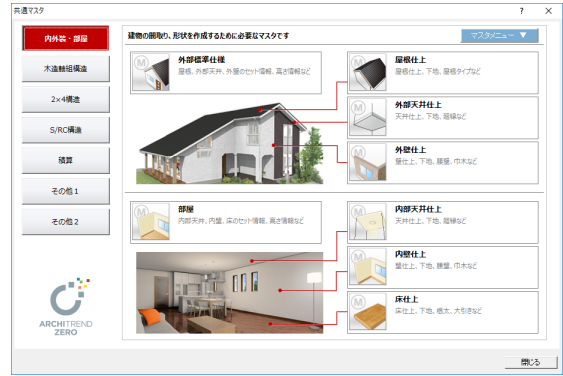 共通マスタ
? ×
内外装・部屋
木造軸組構造
2×4構造
S/RC構造
積算
その他1
その他2
ARCHITREND
ZERO
建物の間取り、形状を作成するために必要なマスタです
マスタメニュー ▼
外部標準仕様
屋根、外部天井、外壁のセット情報、高さ情報など
屋根仕上
屋根仕上、下地、屋根タイプなど
外部天井仕上
天井仕上、下地、廻縁など
外壁仕上
壁仕上、下地、腰壁、巾木など
部屋
内部天井、内壁、床のセット情報、高さ情報など
内部天井仕上
天井仕上、下地、廻縁など
内壁仕上
壁仕上、下地、腰壁、巾木など
床仕上
床仕上、下地、根太、大引きなど
閉じる